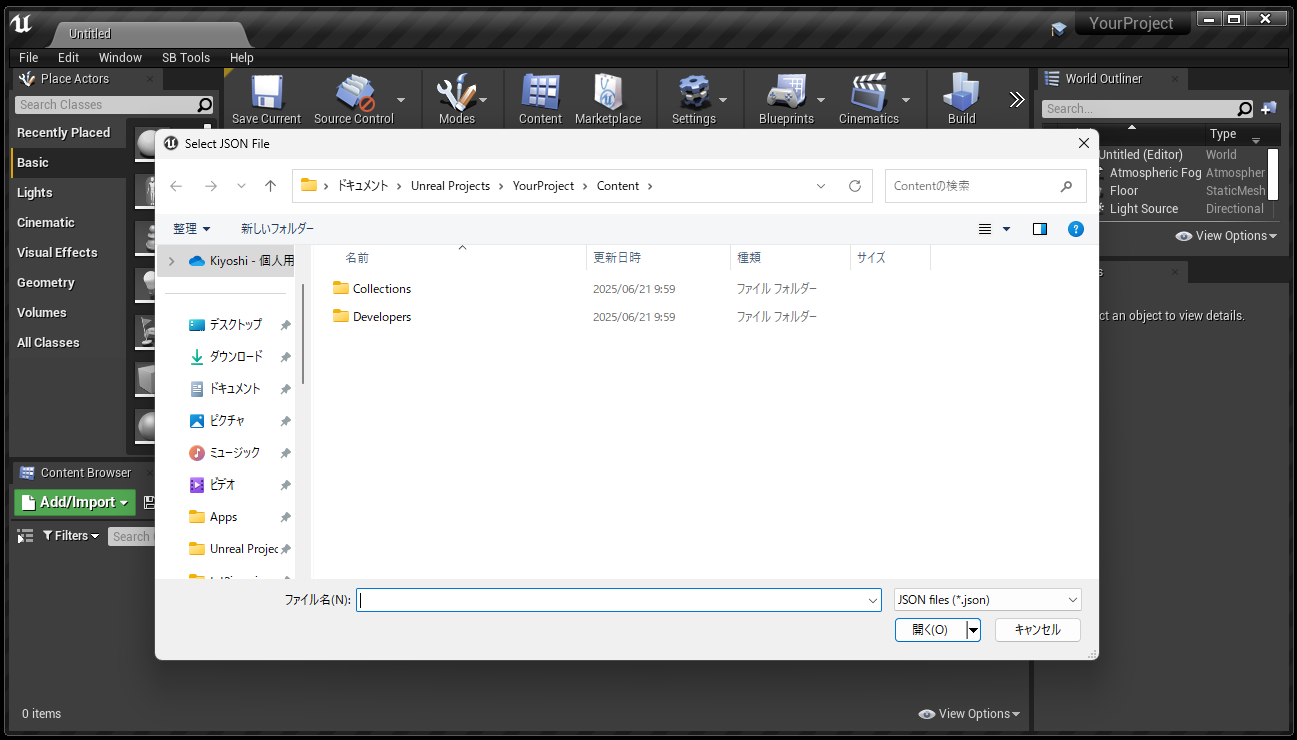 Untitled
YourProject
File Edit Window SB Tools Help
Place Actors
Search Classes
Recently Placed
Basic
Lights
Cinematic
Visual Effects
Geometry
Volumes
All Classes
Save Current Source Control Modes Content Marketplace Settings Blueprints Cinematics Build
World Outliner
Search...
Type
Untitled (Editor) World
Atmospheric Fog Atmospher
Floor StaticMesh
Light Source Directional
View Options
ct an object to view details.
Select JSON File
ドキュメント Unreal Projects YourProject Content
Contentの検索
整理 新しいフォルダー
Kiyoshi - 個人用
デスクトップ
ダウンロード
ドキュメント
ピクチャ
ミュージック
ビデオ
Apps
Unreal Projec
名前 更新日時 種類 サイズ
Collections 2025/06/21 9:59 ファイル フォルダー
Developers 2025/06/21 9:59 ファイル フォルダー
ファイル名(N):
JSON files (*.json)
開く(O) キャンセル
Content Browser
Add/Import
Filters
Search
0 items
View Options